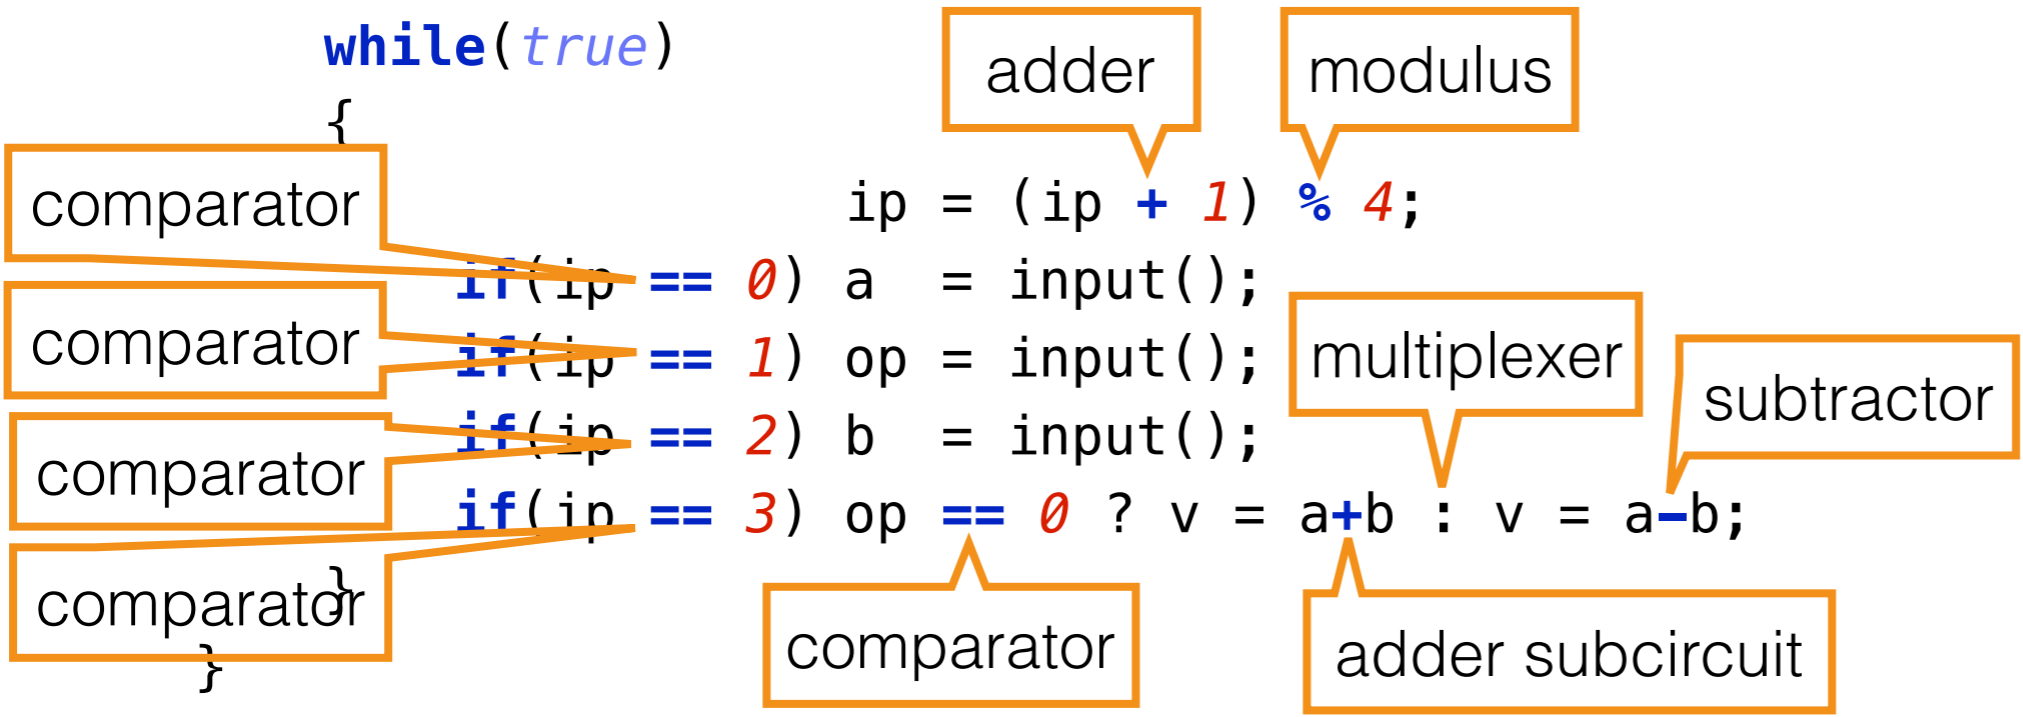 while(true)
{
adder
modulus
comparator
ip = (ip + 1) % 4;
if(ip == 0) a = input();
comparator
if(ip == 1) op = input();
multiplexer
subtractor
comparator
if(ip == 2) b = input();
if(ip == 3) op == 0 ? v = a+b : v = a-b;
comparator
}
comparator
adder subcircuit
}